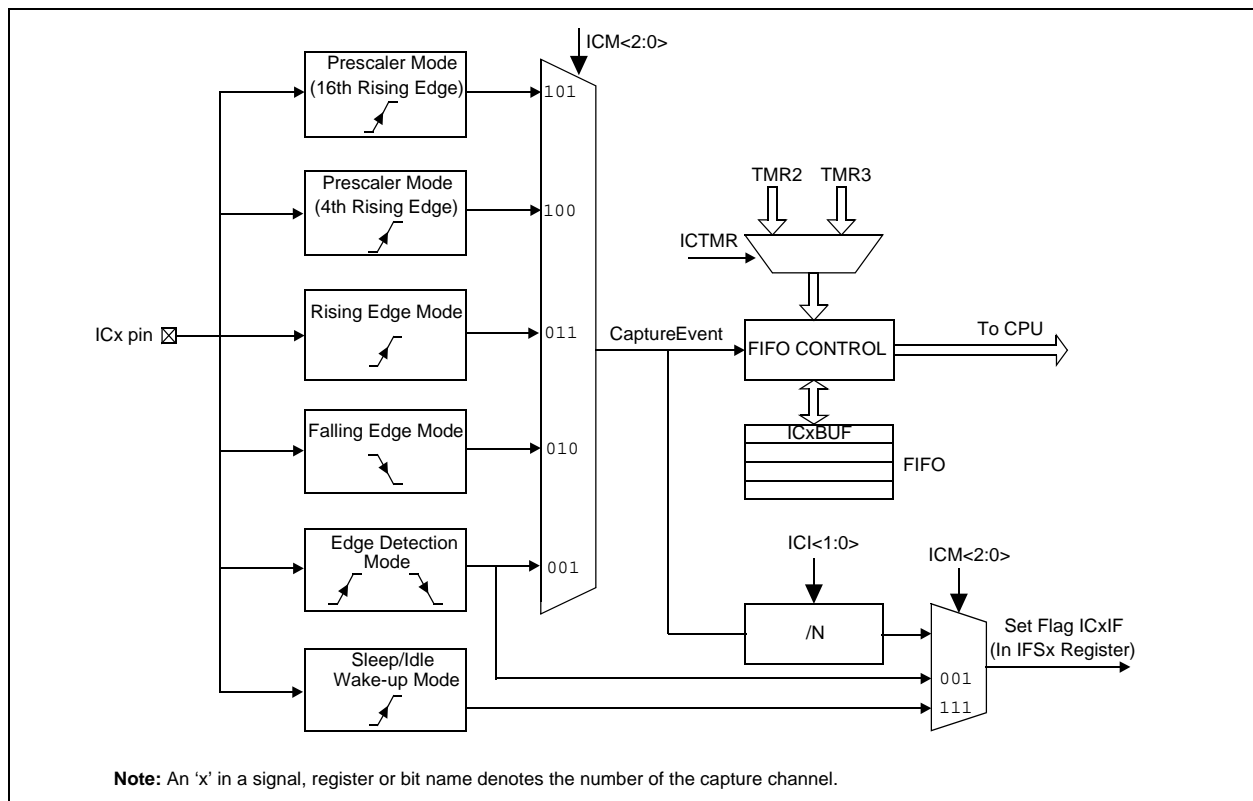 ICM<2:0>
Prescaler Mode
(16th Rising Edge)
101
Prescaler Mode
(4th Rising Edge)
100
TMR2
TMR3
ICTMR
ICx pin
Rising Edge Mode
011
CaptureEvent
FIFO CONTROL
To CPU
Falling Edge Mode
010
ICxBUF
FIFO
Edge Detection
Mode
001
ICI<1:0>
ICM<2:0>
/N
Set Flag ICxIF
(In IFSx Register)
Sleep/Idle
Wake-up Mode
001
111
Note: An ‘x’ in a signal, register or bit name denotes the number of the capture channel.